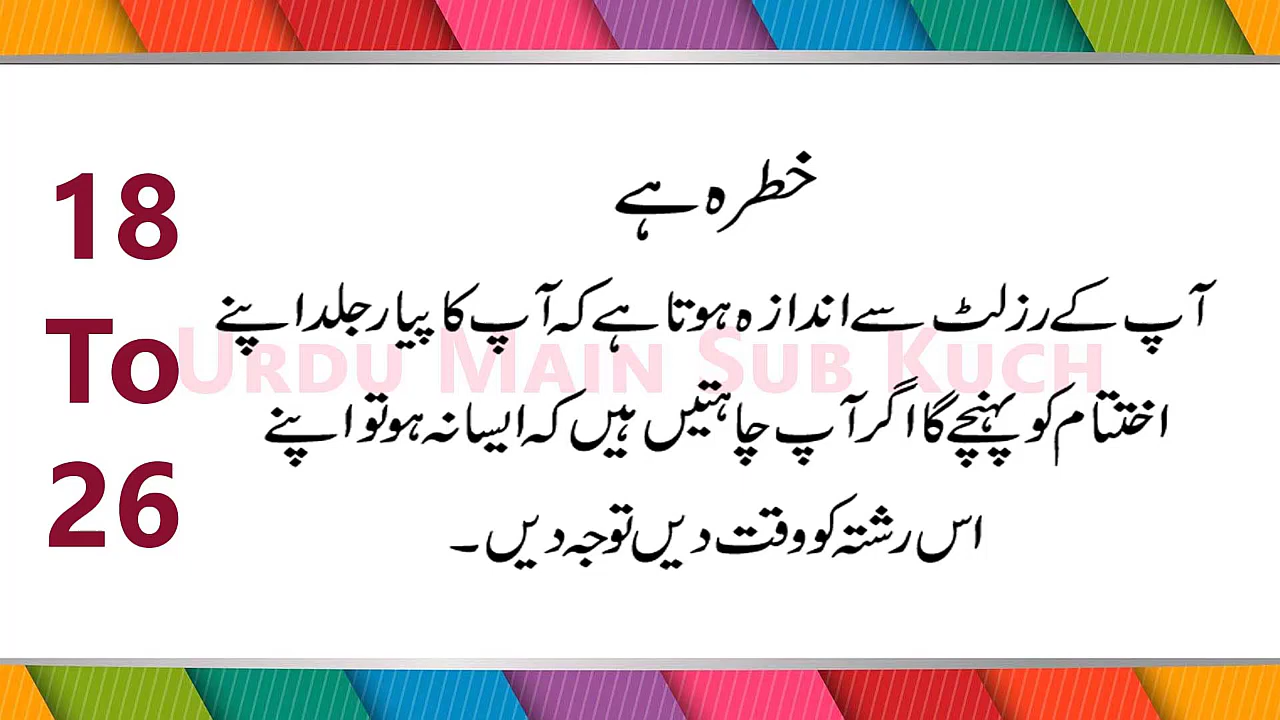 18
To
26
خطرہ ہے
آپ کے رزلٹ سے اندازہ ہوتا ہے کہ آپ کا پیار جلد اپنے
اختتام کو پہنچے گا اگر آپ چاہتیں ہیں کہ ایسا نہ ہو تو اپنے
اس رشتہ کو وقت دیں توجہ دیں۔
URDU MAIN SUB KUCH